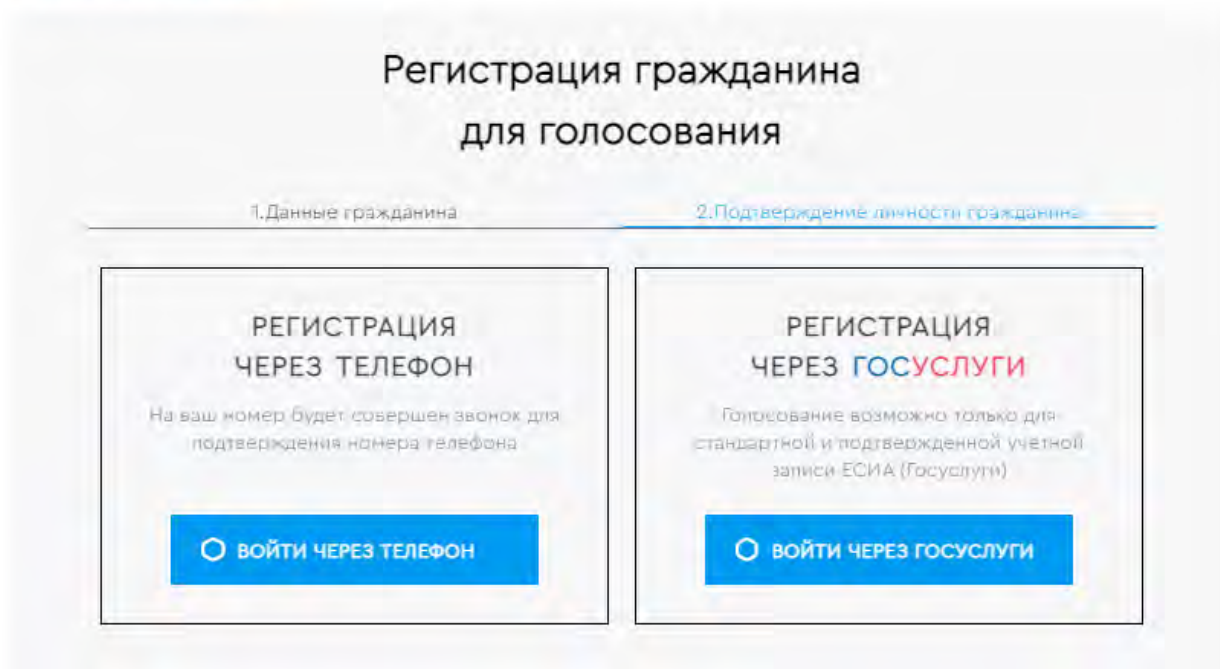 Регистрация гражданина
для голосования
1.Данные гражданина
2.Подтверждение личности гражданина
РЕГИСТРАЦИЯ
ЧЕРЕЗ ТЕЛЕФОН
На ваш номер будет совершен звонок для
подтверждения номера телефона
ВОЙТИ ЧЕРЕЗ ТЕЛЕФОН
РЕГИСТРАЦИЯ
ЧЕРЕЗ ГОСУСЛУГИ
Голосование возможно только для
стандартной и подтвержденной учетной
записи ЕСИА (Госуслуги)
ВОЙТИ ЧЕРЕЗ ГОСУСЛУГИ